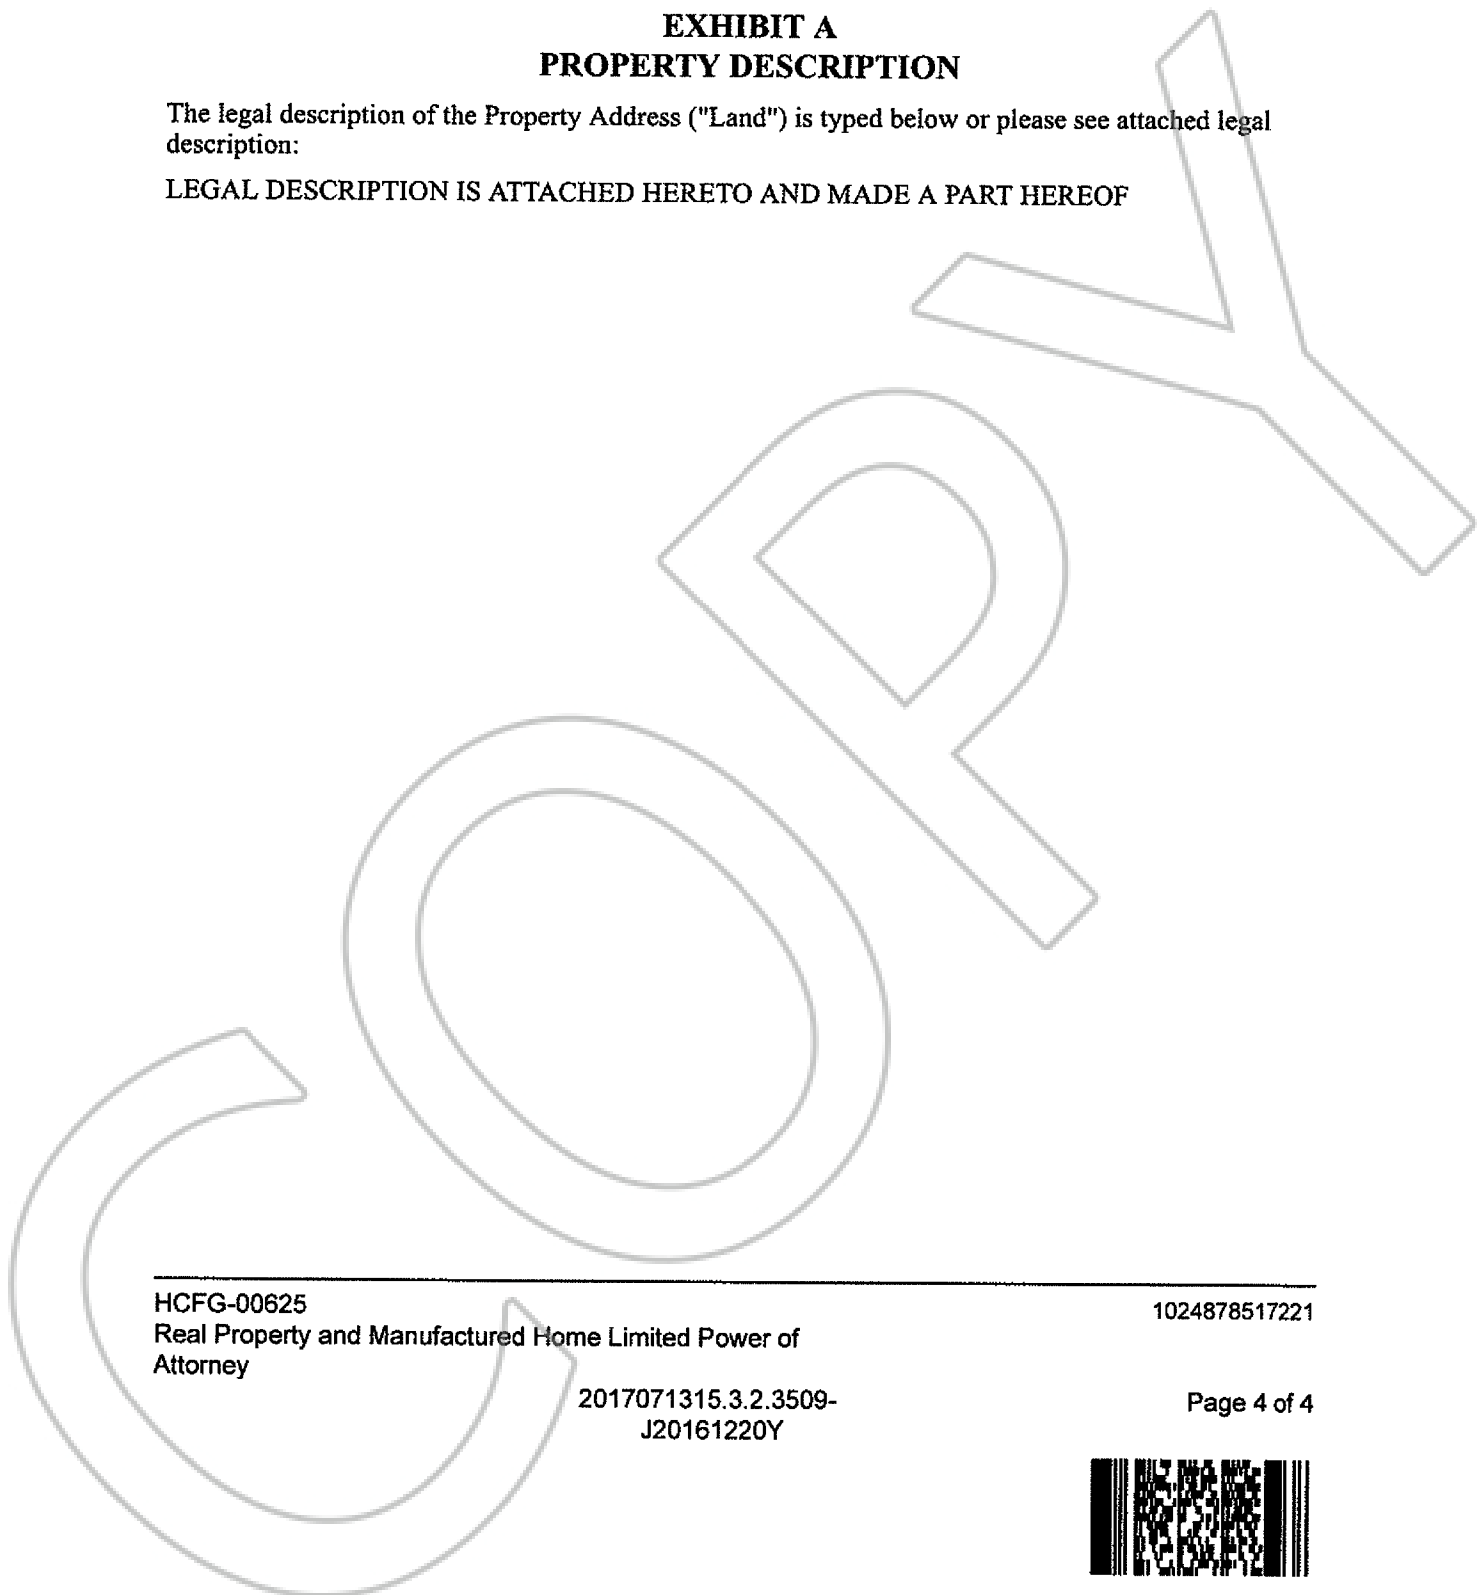 EXHIBIT A
PROPERTY DESCRIPTION
The legal description of the Property Address ("Land") is typed below or please see attached legal
description:
LEGAL DESCRIPTION IS ATTACHED HERETO AND MADE A PART HEREOF
COPY
HCFG-00625
1024878517221
Real Property and Manufactured Home Limited Power of
Attorney
2017071315.3.2.3509-
J20161220Y
Page 4 of 4